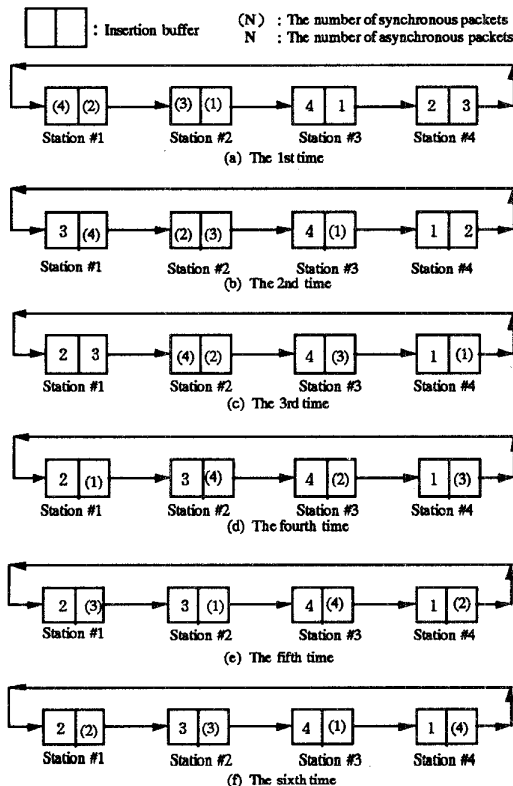 : Insertion buffer
(N) : The number of synchronous packets
N : The number of asynchronous packets
(4) (2) (3) (1) 4 1 2 3
Station #1 Station #2 Station #3 Station #4
(a) The 1st time
3 (4) (2) (3) 4 (1) 1 2
Station #1 Station #2 Station #3 Station #4
(b) The 2nd time
2 3 (4) (2) 4 (3) 1 (1)
Station #1 Station #2 Station #3 Station #4
(c) The 3rd time
2 (1) 3 (4) 4 (2) 1 (3)
Station #1 Station #2 Station #3 Station #4
(d) The fourth time
2 (3) 3 (1) 4 (4) 1 (2)
Station #1 Station #2 Station #3 Station #4
(e) The fifth time
2 (2) 3 (3) 4 (1) 1 (4)
Station #1 Station #2 Station #3 Station #4
(f) The sixth time